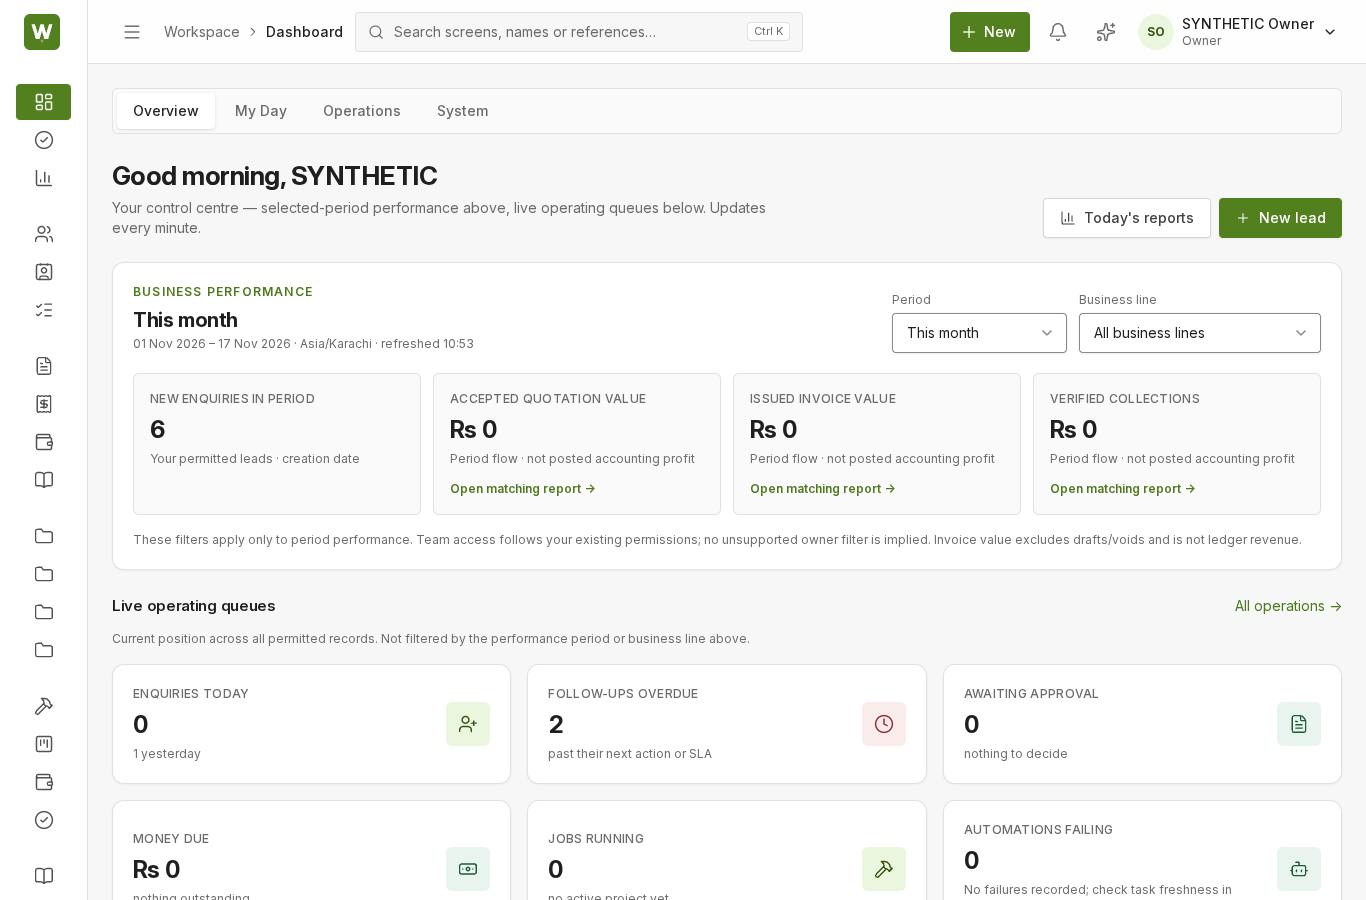 W
Workspace > Dashboard
Search screens, names or references…
Ctrl K
+ New
SO
SYNTHETIC Owner
Owner
Overview
My Day
Operations
System
Good morning, SYNTHETIC
Your control centre — selected-period performance above, live operating queues below. Updates
every minute.
Today's reports
+ New lead
BUSINESS PERFORMANCE
This month
01 Nov 2026 – 17 Nov 2026 · Asia/Karachi · refreshed 10:53
Period
This month
Business line
All business lines
NEW ENQUIRIES IN PERIOD
6
Your permitted leads · creation date
ACCEPTED QUOTATION VALUE
Rs 0
Period flow · not posted accounting profit
Open matching report →
ISSUED INVOICE VALUE
Rs 0
Period flow · not posted accounting profit
Open matching report →
VERIFIED COLLECTIONS
Rs 0
Period flow · not posted accounting profit
Open matching report →
These filters apply only to period performance. Team access follows your existing permissions; no unsupported owner filter is implied. Invoice value excludes drafts/voids and is not ledger revenue.
Live operating queues
All operations →
Current position across all permitted records. Not filtered by the performance period or business line above.
ENQUIRIES TODAY
0
1 yesterday
FOLLOW-UPS OVERDUE
2
past their next action or SLA
AWAITING APPROVAL
0
nothing to decide
MONEY DUE
Rs 0
nothing outstanding
JOBS RUNNING
0
no active project yet
AUTOMATIONS FAILING
0
No failures recorded; check task freshness in